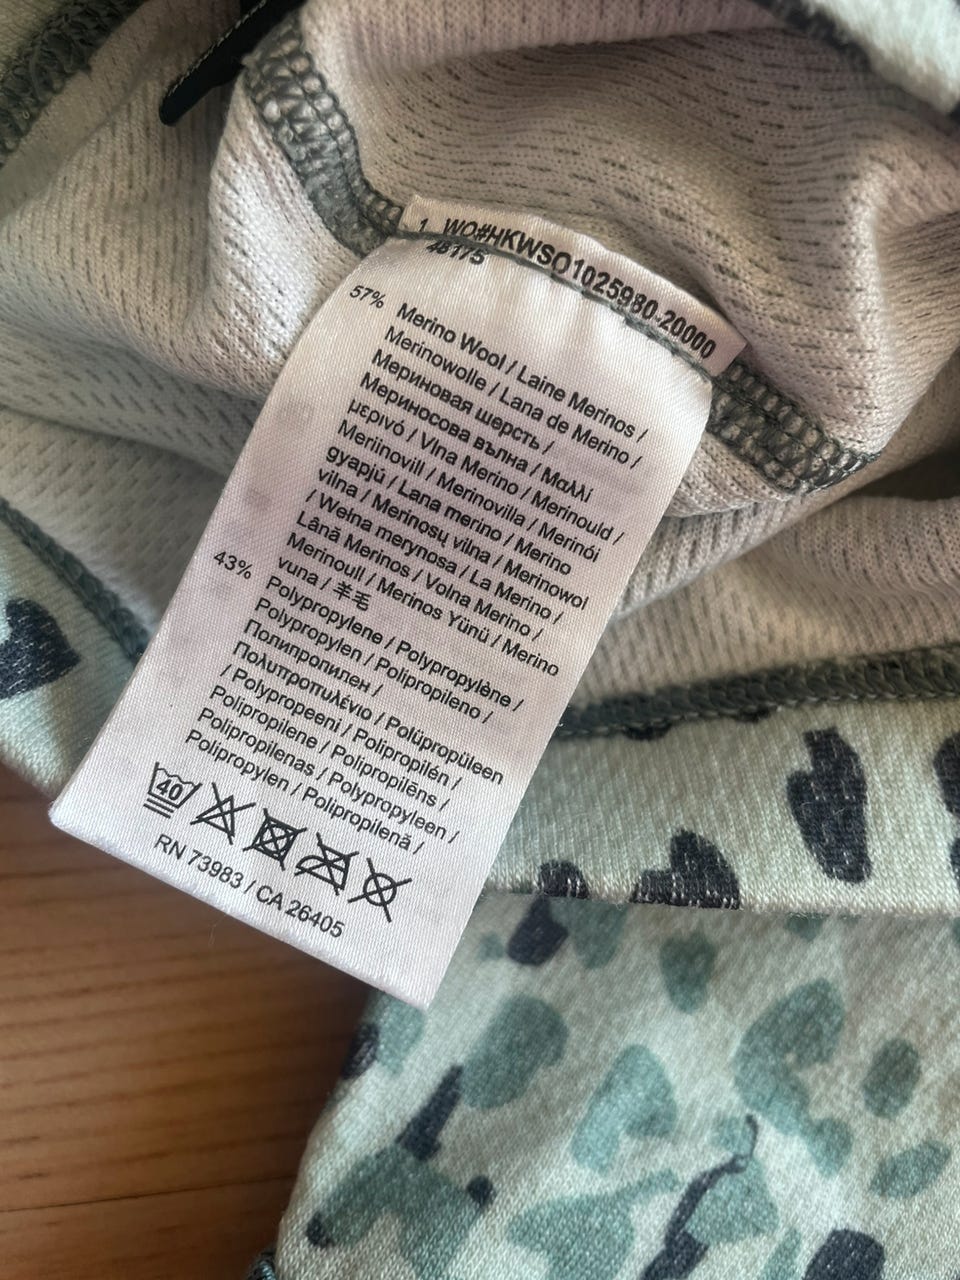 1 WO#HKWSO1025980-20000
48175
57% Merino Wool / Laine Merinos /
Merinowolle / Lana de Merino /
Мериновая шерсть /
Мериносова вълна / Μαλλί
μερινό / Vlna Merino / Merinould /
Meriinovill / Merinovilla / Merinói
gyapjú / Lana merino / Merino
vilna / Merinosų vilna / Merinowol
/ Wełna merynosa / La Merino /
Lână Merinos / Volna Merino /
Merinoull / Merinos Yünü / Merino
vuna / 羊毛
43% Polypropylene / Polypropylène /
Polypropylen / Polipropileno /
Полипропилен /
Πολυπροπυλένιο / Polüpropüleen
/ Polypropeeni / Polipropilén /
Polipropilene / Polipropilēns /
Polipropilenas / Polypropyleen /
Polipropylen / Polipropilenă /
40
RN 73983 / CA 26405